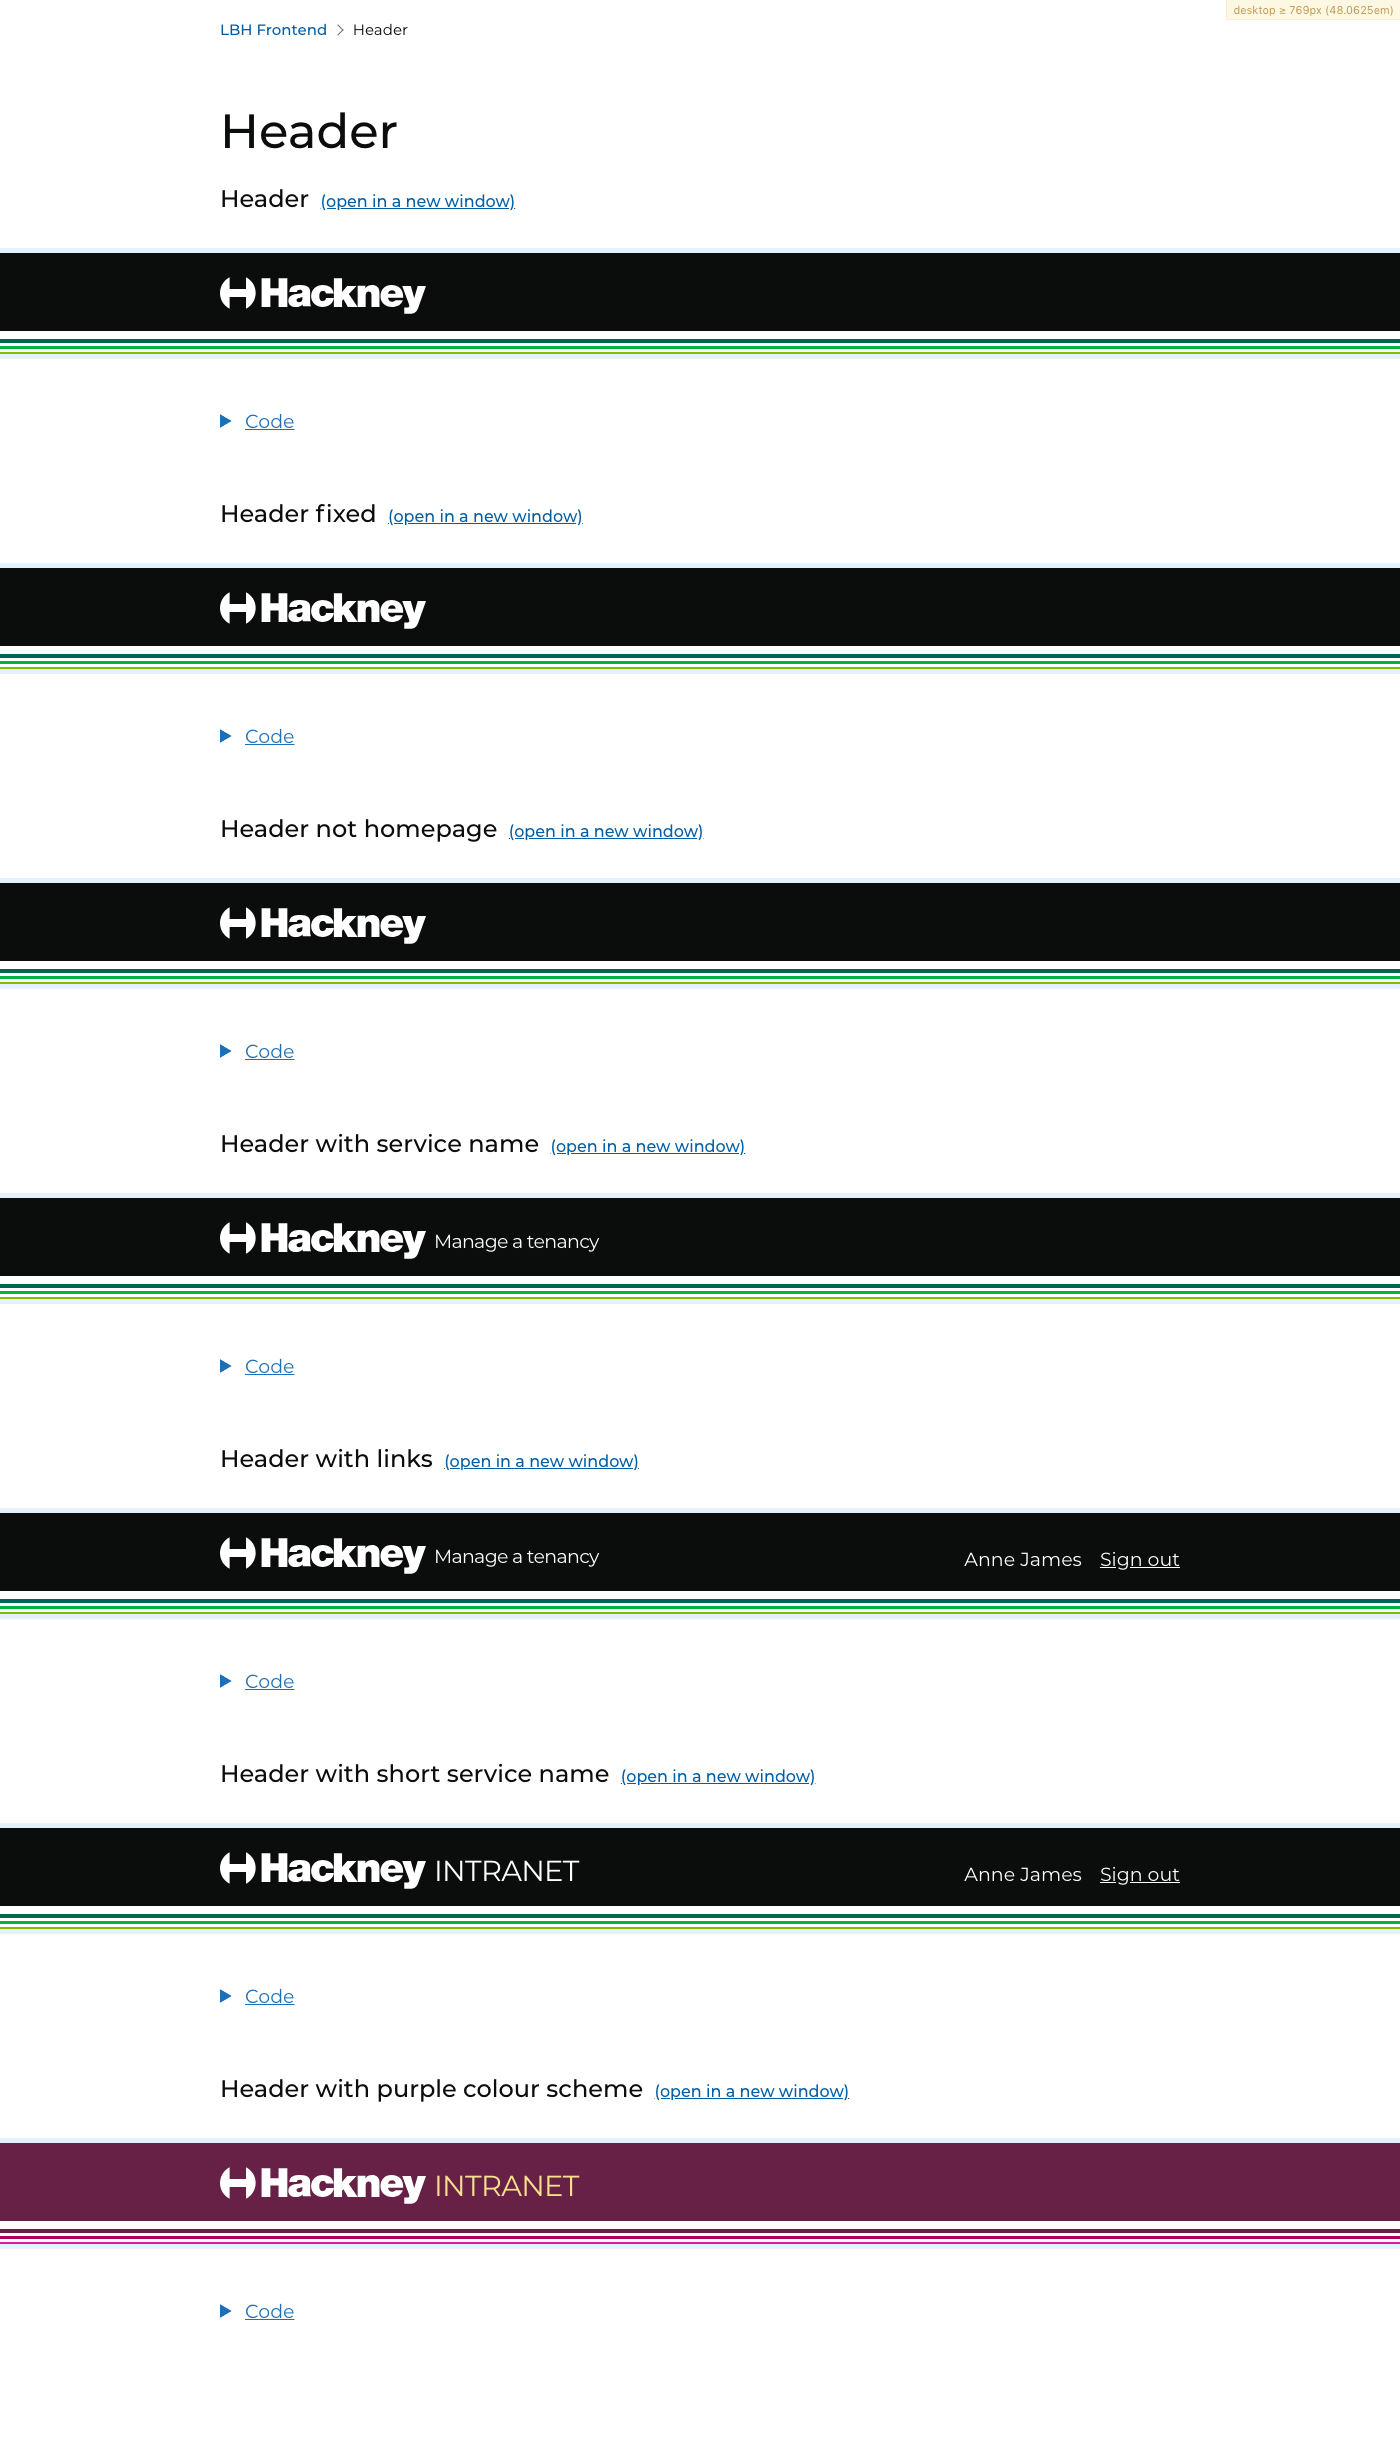 desktop ≥ 769px (48.0625em)
LBH Frontend Header
Header
Header (open in a new window)
Hackney
Code
Header fixed (open in a new window)
Hackney
Code
Header not homepage (open in a new window)
Hackney
Code
Header with service name (open in a new window)
Hackney Manage a tenancy
Code
Header with links (open in a new window)
Hackney Manage a tenancy Anne James Sign out
Code
Header with short service name (open in a new window)
Hackney INTRANET Anne James Sign out
Code
Header with purple colour scheme (open in a new window)
Hackney INTRANET
Code